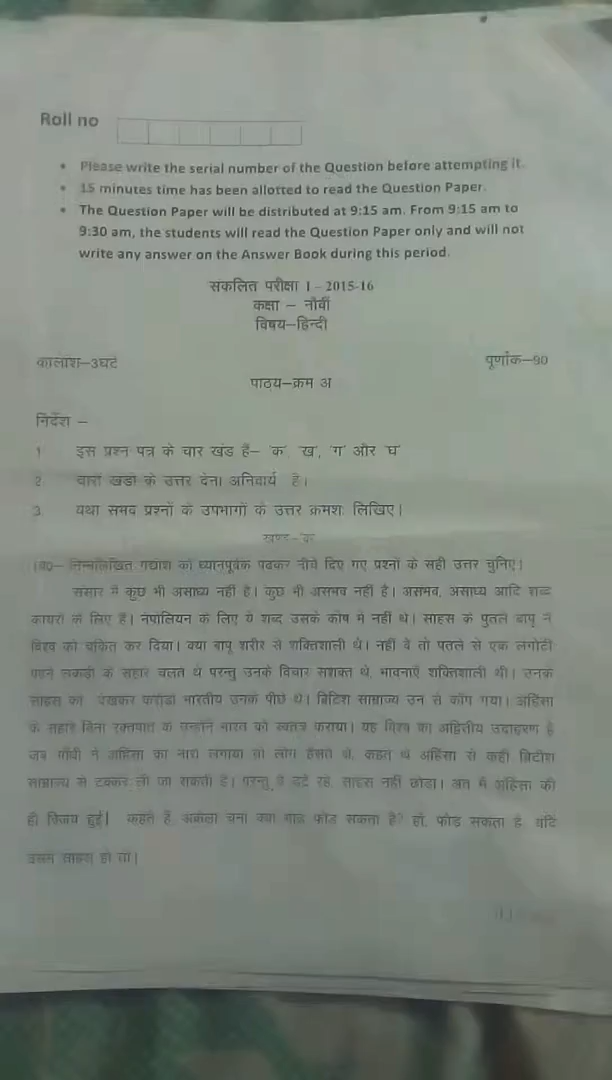 Roll no
• Please write the serial number of the Question before attempting it.
• 15 minutes time has been allotted to read the Question Paper.
• The Question Paper will be distributed at 9:15 am. From 9:15 am to
9:30 am, the students will read the Question Paper only and will not
write any answer on the Answer Book during this period.
संकलित परीक्षा 1 – 2015-16
कक्षा – नौवीं
विषय–हिन्दी
कालाश–3घंटे
पूर्णांक–90
पाठय–क्रम अ
निर्देश –
1 इस प्रश्न पत्र के चार खंड हैं– 'क', 'ख', 'ग' और 'घ'
2 चारों खंडों के उत्तर देना अनिवार्य है।
3 यथा संभव प्रश्नों के उपभागों के उत्तर क्रमशः लिखिए।
निम्नलिखित गद्यांश को ध्यानपूर्वक पढ़कर नीचे दिए गए प्रश्नों के सही उत्तर चुनिए।
संसार में कुछ भी असाध्य नहीं है। कुछ भी असंभव नहीं है। असंभव, असाध्य आदि शब्द
कायरों के लिए हैं। नेपोलियन के लिए ये शब्द उसके कोष में नहीं थे। साहस के पुतले बापू ने
विश्व को चकित कर दिया। क्या बापू शरीर से शक्तिशाली थे। नहीं वे तो पतले से एक लंगोटी
पहने लकड़ी के सहारे चलते थे परन्तु उनके विचार सशक्त थे, भावनाएँ शक्तिशाली थी। उनके
साहस को देखकर करोड़ों भारतीय उनके पीछे थे। ब्रिटिश साम्राज्य उन से काँप गया। अहिंसा
के सहारे बिना रक्तपात के उन्होंने भारत को स्वतंत्र कराया। यह विश्व का अद्वितीय उदाहरण है
जब गाँधी ने अहिंसा का नारा लगाया तो लोग हँसते थे, कहते थे अहिंसा से कहीं ब्रिटिश
साम्राज्य से टक्कर ली जा सकती है। परन्तु वे डटे रहे, साहस नहीं छोड़ा। अंत में अहिंसा की
ही विजय हुई। कहते हैं, अकेला चना क्या भाड़ फोड़ सकता है? हाँ, फोड़ सकता है, यदि
उसमें साहस हो तो।